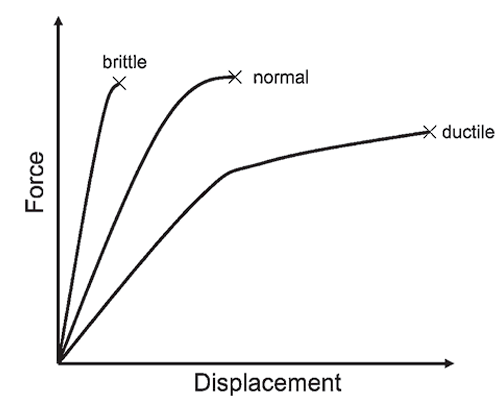 brittle
normal
ductile
Force
Displacement